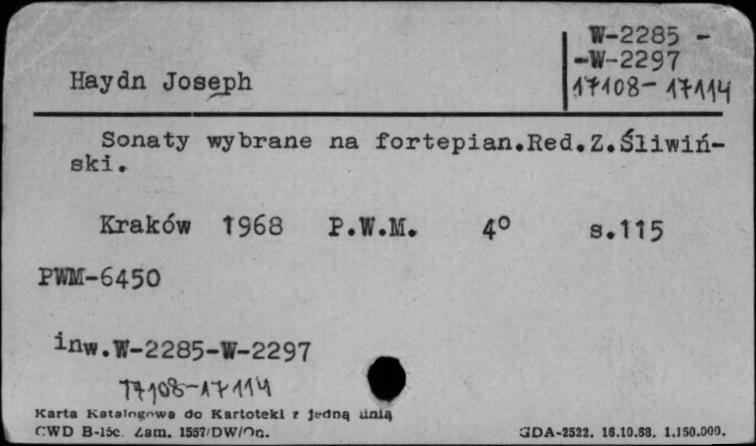 W-2285 -
-W-2297
17108-17114
Haydn Joseph
Sonaty wybrane na fortepian.Red.Z.Śliwiń-
ski.
Kraków 1968 P.W.M. 4° s.115
PWM-6450
inw.W-2285-W-2297
17108-17114
Karta Katalogowa do Kartoteki z jedną linią
CWD B-15c. Zam. 1557/DW/On.
GDA-2522. 16.10.68. 1.150.000.